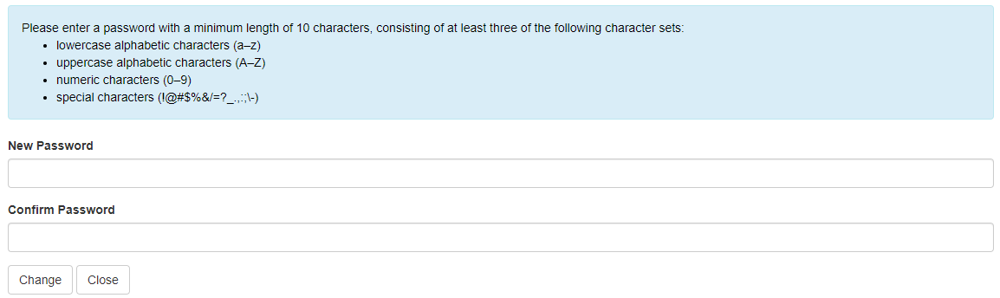 Please enter a password with a minimum length of 10 characters, consisting of at least three of the following character sets:
• lowercase alphabetic characters (a–z)
• uppercase alphabetic characters (A–Z)
• numeric characters (0–9)
• special characters (!@#$%&/=?_.,:;\-)
New Password
Confirm Password
Change Close